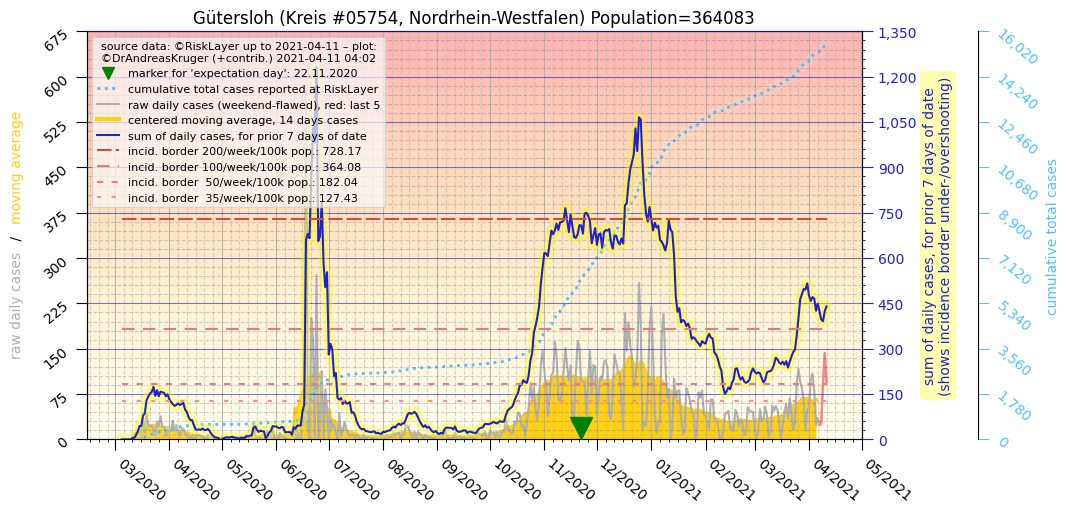 Gütersloh (Kreis #05754, Nordrhein-Westfalen) Population=364083
source data: ©RiskLayer up to 2021-04-11 – plot:
©DrAndreasKruger (+contrib.) 2021-04-11 04:02
marker for 'expectation day': 22.11.2020
cumulative total cases reported at RiskLayer
raw daily cases (weekend-flawed), red: last 5
centered moving average, 14 days cases
sum of daily cases, for prior 7 days of date
incid. border 200/week/100k pop.: 728.17
incid. border 100/week/100k pop.: 364.08
incid. border  50/week/100k pop.: 182.04
incid. border  35/week/100k pop.: 127.43
raw daily cases  /  moving average
675
600
525
450
375
300
225
150
75
0
03/2020
04/2020
05/2020
06/2020
07/2020
08/2020
09/2020
10/2020
11/2020
12/2020
01/2021
02/2021
03/2021
04/2021
05/2021
1,350
1,200
1,050
900
750
600
450
300
150
0
sum of daily cases, for prior 7 days of date
(shows incidence border under-/overshooting)
16,020
14,240
12,460
10,680
8,900
7,120
5,340
3,560
1,780
0
cumulative total cases